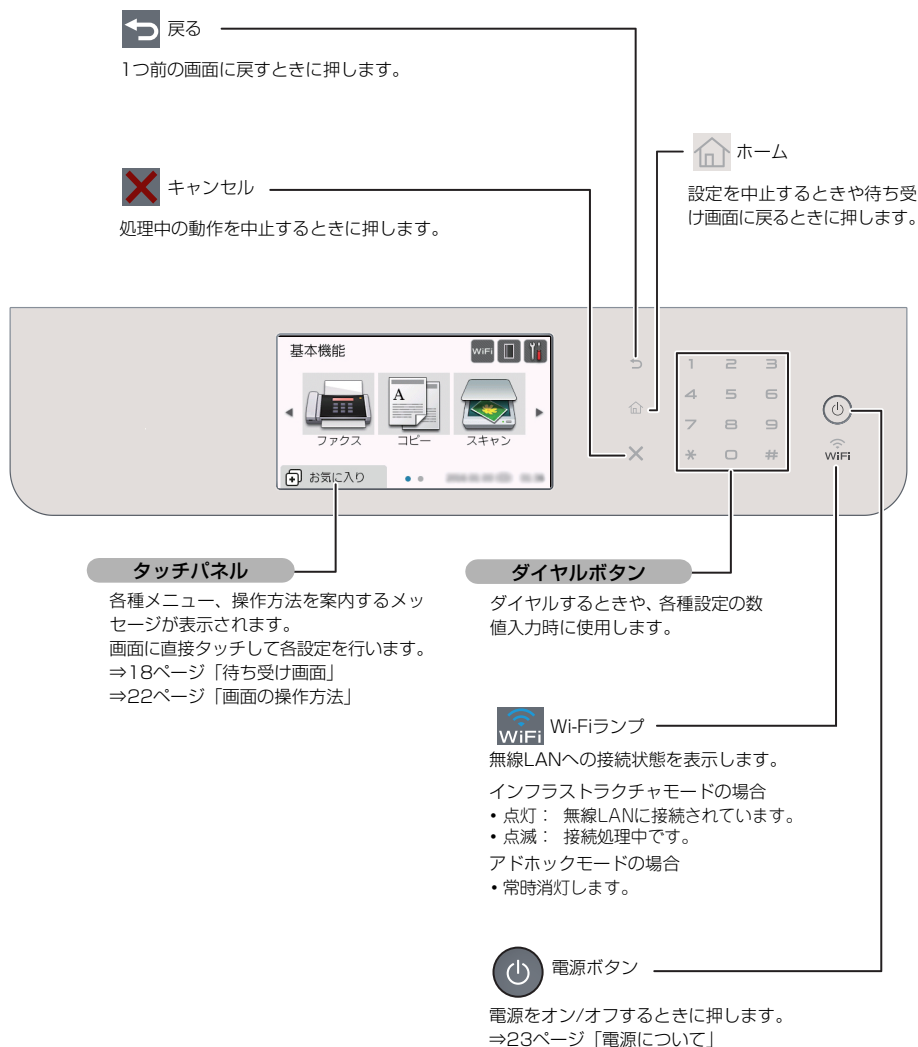 戻る
1つ前の画面に戻すときに押します。
ホーム
設定を中止するときや待ち受
け画面に戻るときに押します。
キャンセル
処理中の動作を中止するときに押します。
基本機能
WiFi
A
ファクス
コピー
スキャン
お気に入り
1 2 3
4 5 6
7 8 9
* 0 #
WiFi
タッチパネル
各種メニュー、操作方法を案内するメッ
セージが表示されます。
画面に直接タッチして各設定を行います。
⇒18ページ「待ち受け画面」
⇒22ページ「画面の操作方法」
ダイヤルボタン
ダイヤルするときや、各種設定の数
値入力時に使用します。
WiFi Wi-Fiランプ
無線LANへの接続状態を表示します。
インフラストラクチャモードの場合
• 点灯： 無線LANに接続されています。
• 点滅： 接続処理中です。
アドホックモードの場合
• 常時消灯します。
電源ボタン
電源をオン/オフするときに押します。
⇒23ページ「電源について」